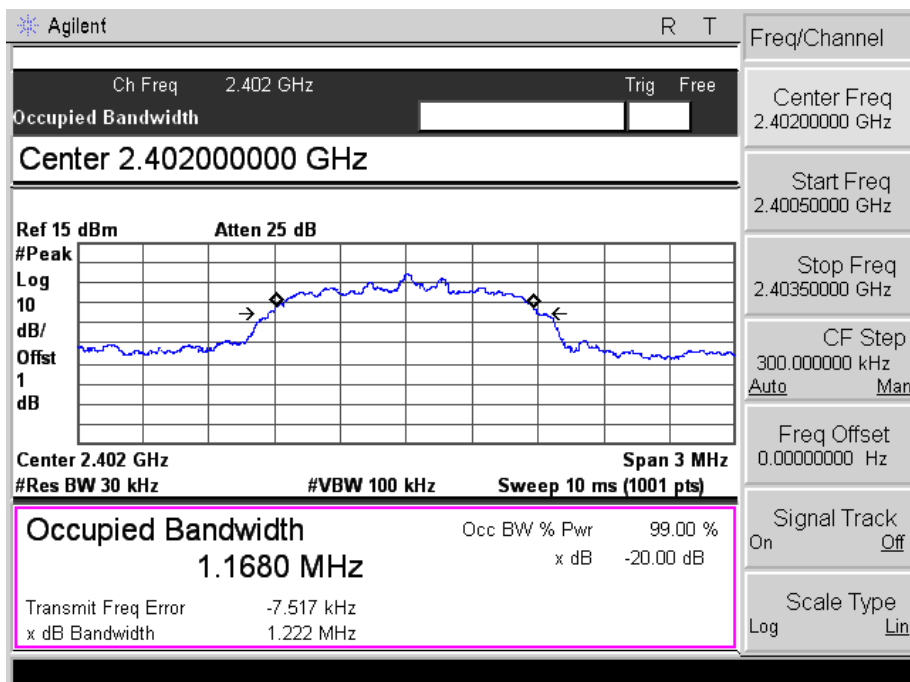 Agilent R T
Ch Freq 2.402 GHz Trig Free
Occupied Bandwidth
Center 2.402000000 GHz
Ref 15 dBm Atten 25 dB
#Peak
Log
10
dB/
Offst
1
dB
Center 2.402 GHz Span 3 MHz
#Res BW 30 kHz #VBW 100 kHz Sweep 10 ms (1001 pts)
Occupied Bandwidth
1.1680 MHz
Occ BW % Pwr 99.00 %
x dB -20.00 dB
Transmit Freq Error -7.517 kHz
x dB Bandwidth 1.222 MHz
Freq/Channel
Center Freq
2.40200000 GHz
Start Freq
2.40050000 GHz
Stop Freq
2.40350000 GHz
CF Step
300.000000 kHz
Auto Man
Freq Offset
0.00000000 Hz
Signal Track
On Off
Scale Type
Log Lin